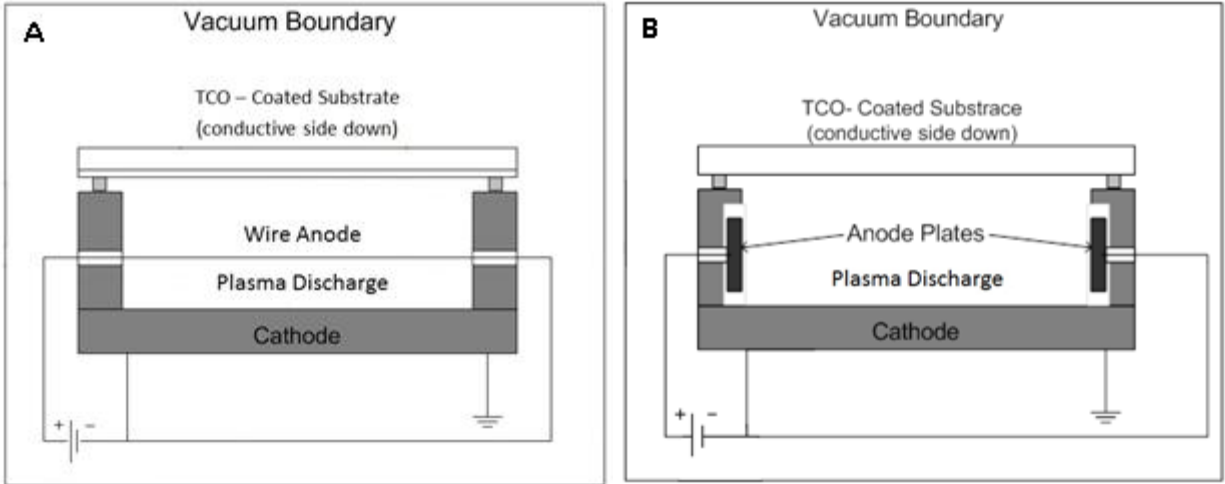 A
Vacuum Boundary
TCO – Coated Substrate
(conductive side down)
Wire Anode
Plasma Discharge
Cathode
+ −
B
Vacuum Boundary
TCO- Coated Substrace
(conductive side down)
Anode Plates
Plasma Discharge
Cathode
+ −